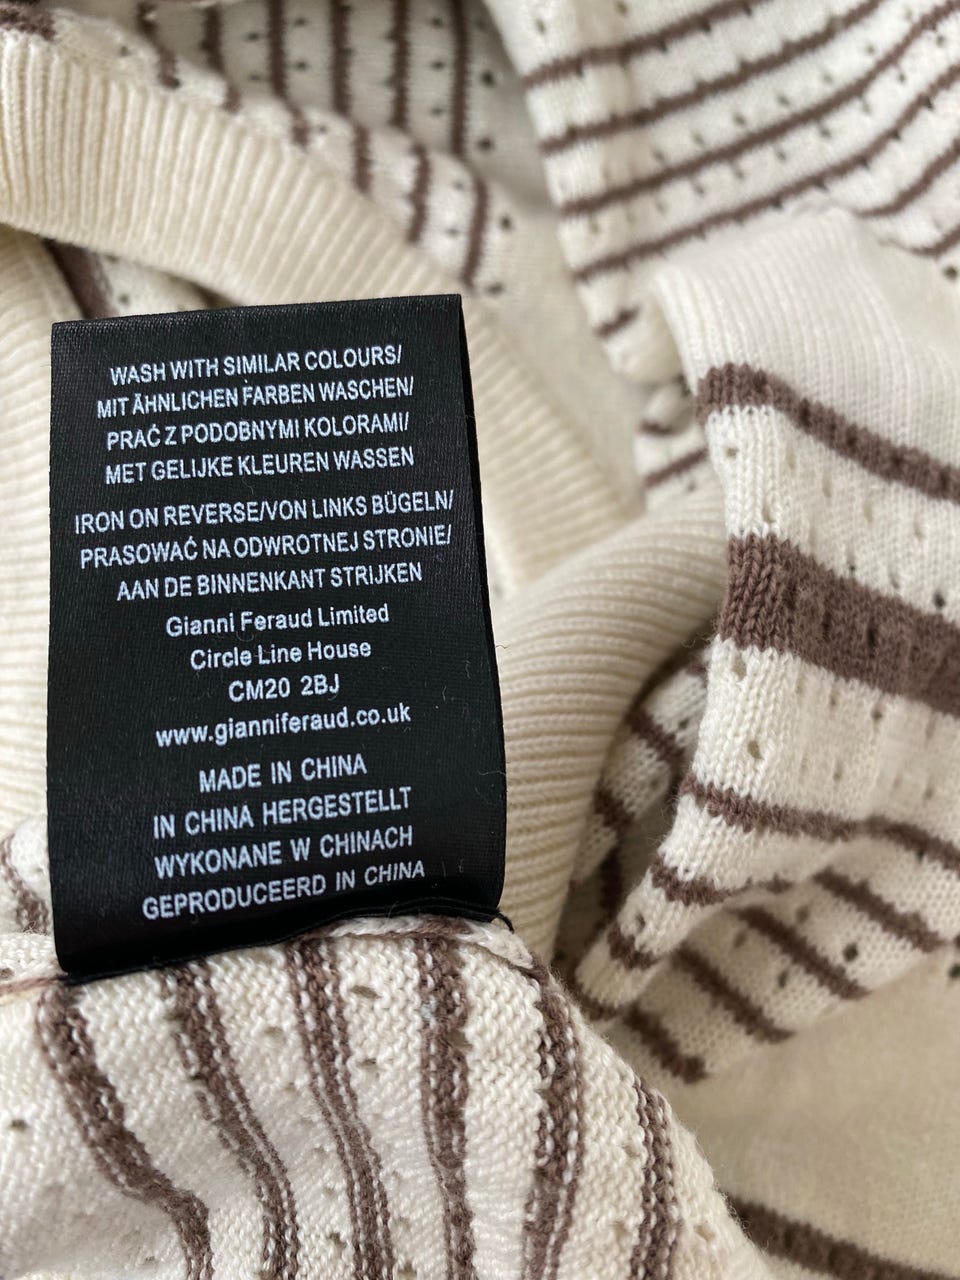 WASH WITH SIMILAR COLOURS/
MIT ÄHNLICHEN FARBEN WASCHEN/
PRAĆ Z PODOBNYMI KOLORAMI/
MET GELIJKE KLEUREN WASSEN
IRON ON REVERSE/VON LINKS BÜGELN/
PRASOWAĆ NA ODWROTNEJ STRONIE/
AAN DE BINNENKANT STRIJKEN
Gianni Feraud Limited
Circle Line House
CM20 2BJ
www.gianniferaud.co.uk
MADE IN CHINA
IN CHINA HERGESTELLT
WYKONANE W CHINACH
GEPRODUCEERD IN CHINA